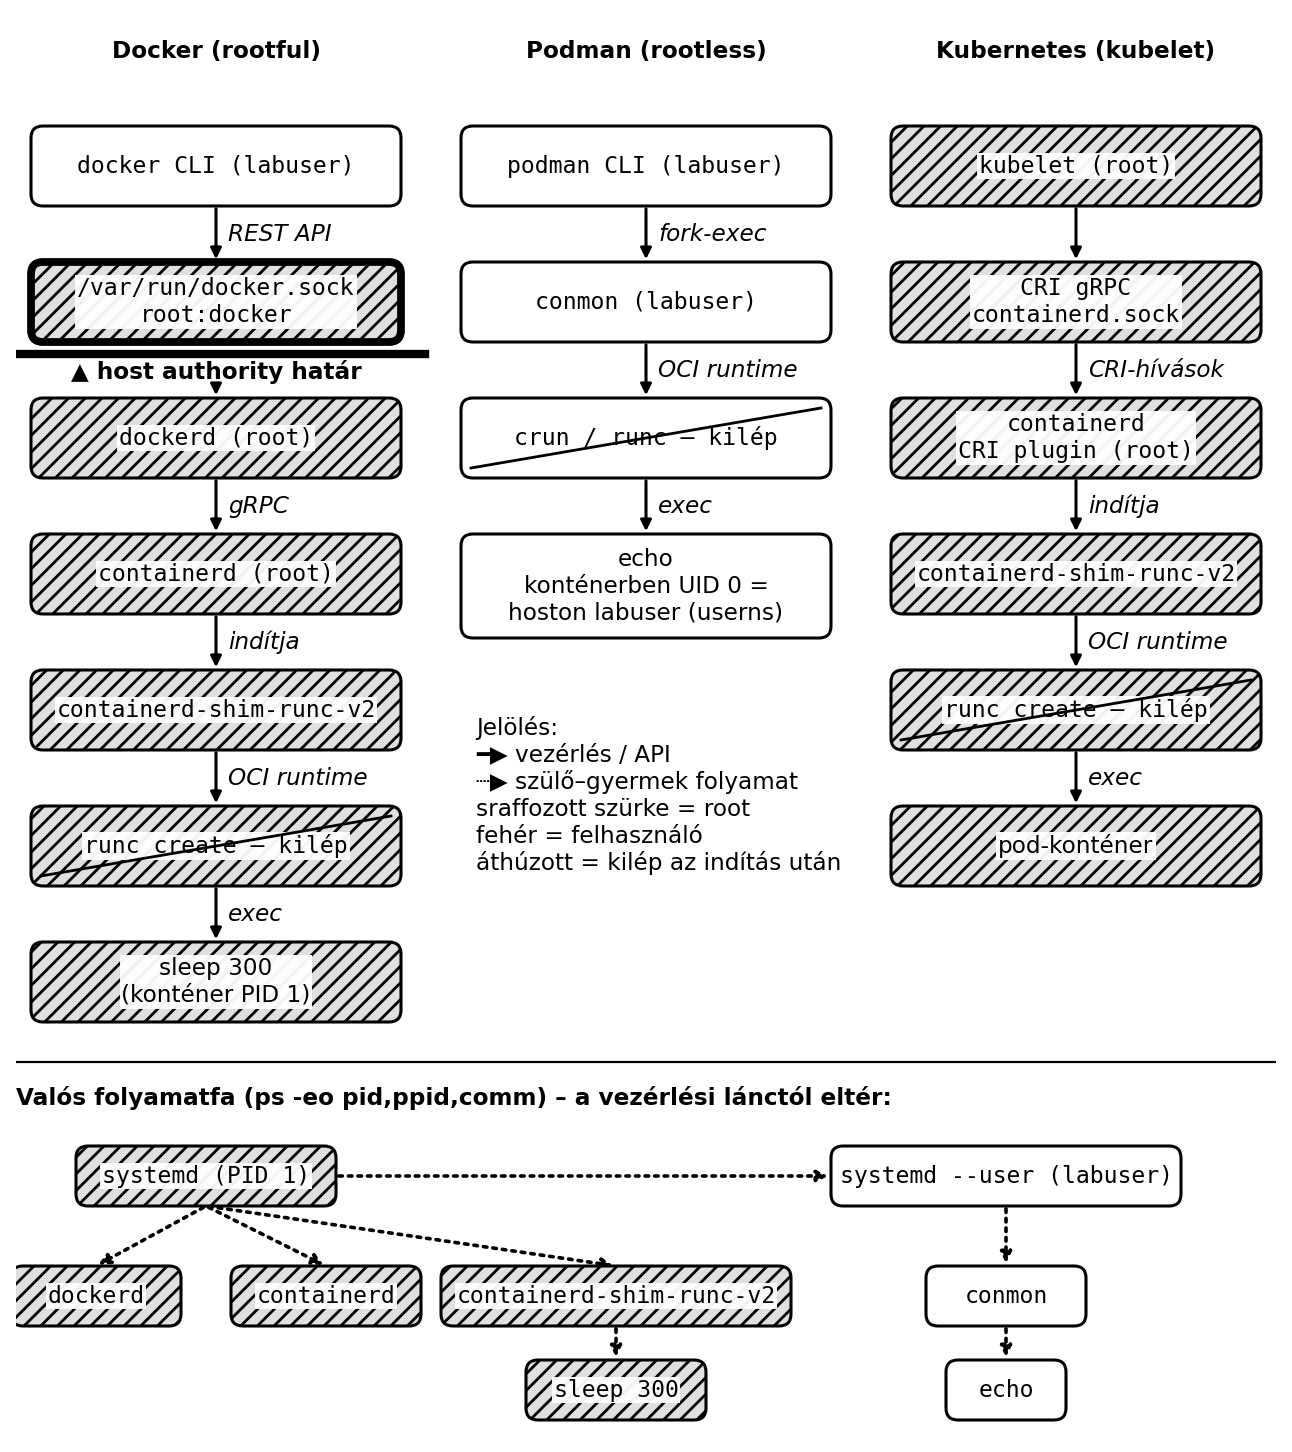 Docker (rootful)
docker CLI (labuser)
REST API
/var/run/docker.sock
root:docker
▲ host authority határ
dockerd (root)
gRPC
containerd (root)
indítja
containerd-shim-runc-v2
OCI runtime
runc create – kilép
exec
sleep 300
(konténer PID 1)
Podman (rootless)
podman CLI (labuser)
fork-exec
conmon (labuser)
OCI runtime
crun / runc – kilép
exec
echo
konténerben UID 0 =
hoston labuser (userns)
Jelölés:
━▶ vezérlés / API
┈▶ szülő–gyermek folyamat
sraffozott szürke = root
fehér = felhasználó
áthúzott = kilép az indítás után
Kubernetes (kubelet)
kubelet (root)
CRI gRPC
containerd.sock
CRI-hívások
containerd
CRI plugin (root)
indítja
containerd-shim-runc-v2
OCI runtime
runc create – kilép
exec
pod-konténer
Valós folyamatfa (ps -eo pid,ppid,comm) – a vezérlési lánctól eltér:
systemd (PID 1)
systemd --user (labuser)
dockerd
containerd
containerd-shim-runc-v2
conmon
sleep 300
echo